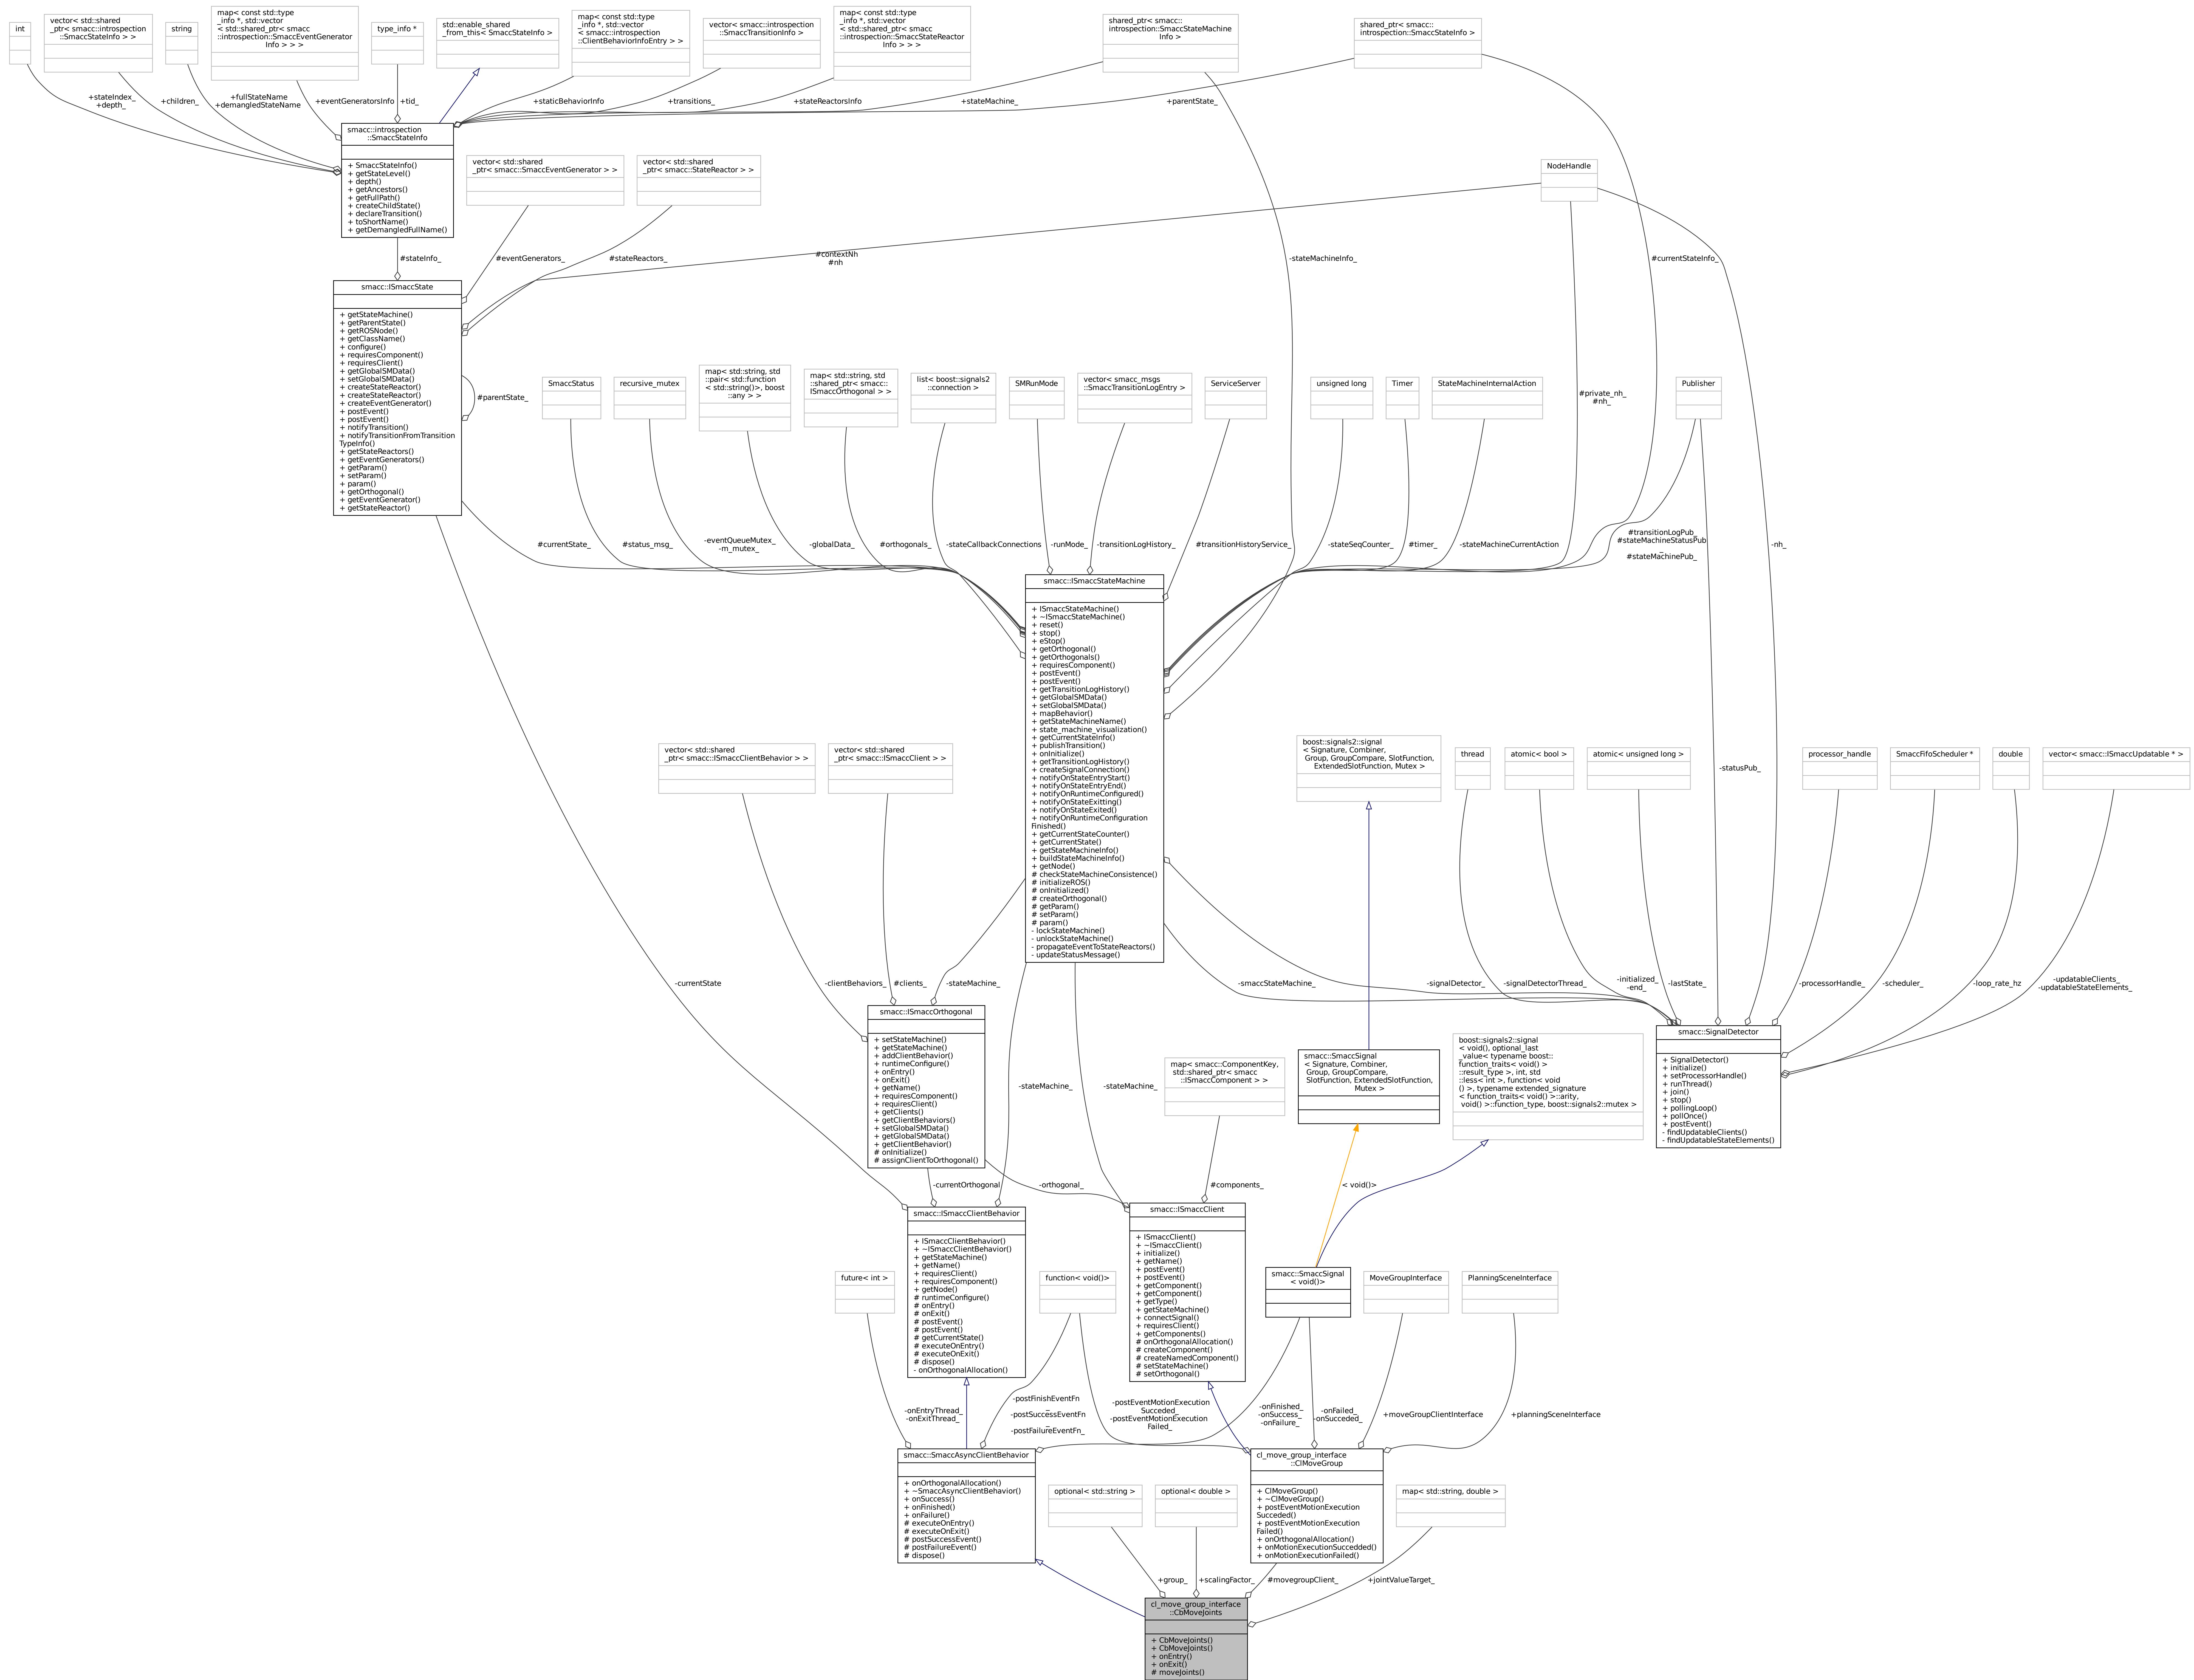 int
vector< std::shared
_ptr< smacc::introspection
::SmaccStateInfo > >
string
map< const std::type
_info *, std::vector
< std::shared_ptr< smacc
::introspection::SmaccEventGenerator
Info > > >
type_info *
std::enable_shared
_from_this< SmaccStateInfo >
map< const std::type
_info *, std::vector
< smacc::introspection
::ClientBehaviorInfoEntry > >
vector< smacc::introspection
::SmaccTransitionInfo >
map< const std::type
_info *, std::vector
< std::shared_ptr< smacc
::introspection::SmaccStateReactor
Info > > >
shared_ptr< smacc::
introspection::SmaccStateMachine
Info >
shared_ptr< smacc::
introspection::SmaccStateInfo >
+stateIndex_
+depth_
+children_
+fullStateName
+demangledStateName
+eventGeneratorsInfo
+tid_
+staticBehaviorInfo
+transitions_
+stateReactorsInfo
+stateMachine_
+parentState_
smacc::introspection
::SmaccStateInfo
+ SmaccStateInfo()
+ getStateLevel()
+ depth()
+ getAncestors()
+ getFullPath()
+ createChildState()
+ declareTransition()
+ toShortName()
+ getDemangledFullName()
vector< std::shared
_ptr< smacc::SmaccEventGenerator > >
vector< std::shared
_ptr< smacc::StateReactor > >
NodeHandle
#stateInfo_
#eventGenerators_
#stateReactors_
#contextNh
#nh
-stateMachineInfo_
#currentStateInfo_
smacc::ISmaccState
+ getStateMachine()
+ getParentState()
+ getROSNode()
+ getClassName()
+ configure()
+ requiresComponent()
+ requiresClient()
+ getGlobalSMData()
+ setGlobalSMData()
+ createStateReactor()
+ createStateReactor()
+ createEventGenerator()
+ postEvent()
+ postEvent()
+ notifyTransition()
+ notifyTransitionFromTransition
TypeInfo()
+ getStateReactors()
+ getEventGenerators()
+ getParam()
+ setParam()
+ param()
+ getOrthogonal()
+ getEventGenerator()
+ getStateReactor()
#parentState_
SmaccStatus
recursive_mutex
map< std::string, std
::pair< std::function
< std::string()>, boost
::any > >
map< std::string, std
::shared_ptr< smacc::
ISmaccOrthogonal > >
list< boost::signals2
::connection >
SMRunMode
vector< smacc_msgs
::SmaccTransitionLogEntry >
ServiceServer
unsigned long
Timer
StateMachineInternalAction
#private_nh_
#nh_
Publisher
#currentState_
#status_msg_
-eventQueueMutex_
-m_mutex_
-globalData_
#orthogonals_
-stateCallbackConnections
-runMode_
-transitionLogHistory_
#transitionHistoryService_
-stateSeqCounter_
#timer_
-stateMachineCurrentAction
#transitionLogPub_
#stateMachineStatusPub
_
#stateMachinePub_
-nh_
smacc::ISmaccStateMachine
+ ISmaccStateMachine()
+ ~ISmaccStateMachine()
+ reset()
+ stop()
+ eStop()
+ getOrthogonal()
+ getOrthogonals()
+ requiresComponent()
+ postEvent()
+ postEvent()
+ getTransitionLogHistory()
+ getGlobalSMData()
+ setGlobalSMData()
+ mapBehavior()
+ getStateMachineName()
+ state_machine_visualization()
+ getCurrentStateInfo()
+ publishTransition()
+ onInitialize()
+ getTransitionLogHistory()
+ createSignalConnection()
+ notifyOnStateEntryStart()
+ notifyOnStateEntryEnd()
+ notifyOnRuntimeConfigured()
+ notifyOnStateExitting()
+ notifyOnStateExited()
+ notifyOnRuntimeConfiguration
Finished()
+ getCurrentStateCounter()
+ getCurrentState()
+ getStateMachineInfo()
+ buildStateMachineInfo()
+ getNode()
# checkStateMachineConsistence()
# initializeROS()
# onInitialized()
# createOrthogonal()
# getParam()
# setParam()
# param()
- lockStateMachine()
- unlockStateMachine()
- propagateEventToStateReactors()
- updateStatusMessage()
vector< std::shared
_ptr< smacc::ISmaccClientBehavior > >
vector< std::shared
_ptr< smacc::ISmaccClient > >
boost::signals2::signal
< Signature, Combiner,
Group, GroupCompare, SlotFunction,
ExtendedSlotFunction, Mutex >
thread
atomic< bool >
atomic< unsigned long >
-statusPub_
processor_handle
SmaccFifoScheduler *
double
vector< smacc::ISmaccUpdatable * >
-currentState
-clientBehaviors_
#clients_
-stateMachine_
-smaccStateMachine_
-signalDetector_
-signalDetectorThread_
-initialized_
-end_
-lastState_
-processorHandle_
-scheduler_
-loop_rate_hz
-updatableClients_
-updatableStateElements_
smacc::ISmaccOrthogonal
+ setStateMachine()
+ getStateMachine()
+ addClientBehavior()
+ runtimeConfigure()
+ onEntry()
+ onExit()
+ getName()
+ requiresComponent()
+ requiresClient()
+ getClients()
+ getClientBehaviors()
+ setGlobalSMData()
+ getGlobalSMData()
+ getClientBehavior()
# onInitialize()
# assignClientToOrthogonal()
-stateMachine_
-stateMachine_
map< smacc::ComponentKey,
std::shared_ptr< smacc
::ISmaccComponent > >
smacc::SmaccSignal
< Signature, Combiner,
Group, GroupCompare,
SlotFunction, ExtendedSlotFunction,
Mutex >
boost::signals2::signal
< void(), optional_last
_value< typename boost::
function_traits< void() >
::result_type >, int, std
::less< int >, function< void
() >, typename extended_signature
< function_traits< void() >::arity,
void() >::function_type, boost::signals2::mutex >
smacc::SignalDetector
+ SignalDetector()
+ initialize()
+ setProcessorHandle()
+ runThread()
+ join()
+ stop()
+ pollingLoop()
+ pollOnce()
+ postEvent()
- findUpdatableClients()
- findUpdatableStateElements()
-currentOrthogonal
-orthogonal_
#components_
< void()>
smacc::ISmaccClientBehavior
+ ISmaccClientBehavior()
+ ~ISmaccClientBehavior()
+ getStateMachine()
+ getName()
+ requiresClient()
+ requiresComponent()
+ getNode()
# runtimeConfigure()
# onEntry()
# onExit()
# postEvent()
# postEvent()
# getCurrentState()
# executeOnEntry()
# executeOnExit()
# dispose()
- onOrthogonalAllocation()
smacc::ISmaccClient
+ ISmaccClient()
+ ~ISmaccClient()
+ initialize()
+ getName()
+ postEvent()
+ postEvent()
+ getComponent()
+ getComponent()
+ getType()
+ getStateMachine()
+ connectSignal()
+ requiresClient()
+ getComponents()
# onOrthogonalAllocation()
# createComponent()
# createNamedComponent()
# setStateMachine()
# setOrthogonal()
future< int >
function< void()>
smacc::SmaccSignal
< void()>
MoveGroupInterface
PlanningSceneInterface
-onEntryThread_
-onExitThread_
-postFinishEventFn
_
-postSuccessEventFn
_
-postFailureEventFn_
-postEventMotionExecution
Succeded_
-postEventMotionExecution
Failed_
-onFinished_
-onSuccess_
-onFailure_
-onFailed_
-onSucceded_
+moveGroupClientInterface
+planningSceneInterface
smacc::SmaccAsyncClientBehavior
+ onOrthogonalAllocation()
+ ~SmaccAsyncClientBehavior()
+ onSuccess()
+ onFinished()
+ onFailure()
# executeOnEntry()
# executeOnExit()
# postSuccessEvent()
# postFailureEvent()
# dispose()
optional< std::string >
optional< double >
cl_move_group_interface
::ClMoveGroup
+ ClMoveGroup()
+ ~ClMoveGroup()
+ postEventMotionExecution
Succeded()
+ postEventMotionExecution
Failed()
+ onOrthogonalAllocation()
+ onMotionExecutionSuccedded()
+ onMotionExecutionFailed()
map< std::string, double >
+group_
+scalingFactor_
#movegroupClient_
+jointValueTarget_
cl_move_group_interface
::CbMoveJoints
+ CbMoveJoints()
+ CbMoveJoints()
+ onEntry()
+ onExit()
# moveJoints()